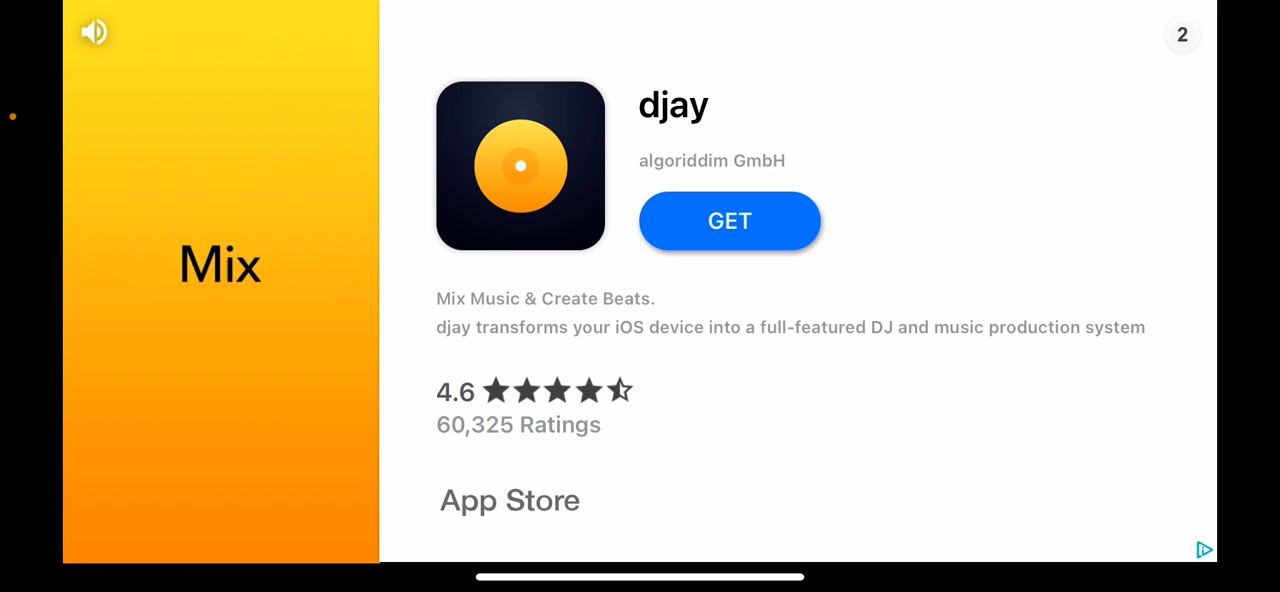 Mix
2
djay
algoriddim GmbH
GET
Mix Music & Create Beats.
djay transforms your iOS device into a full-featured DJ and music production system
4.6
60,325 Ratings
App Store